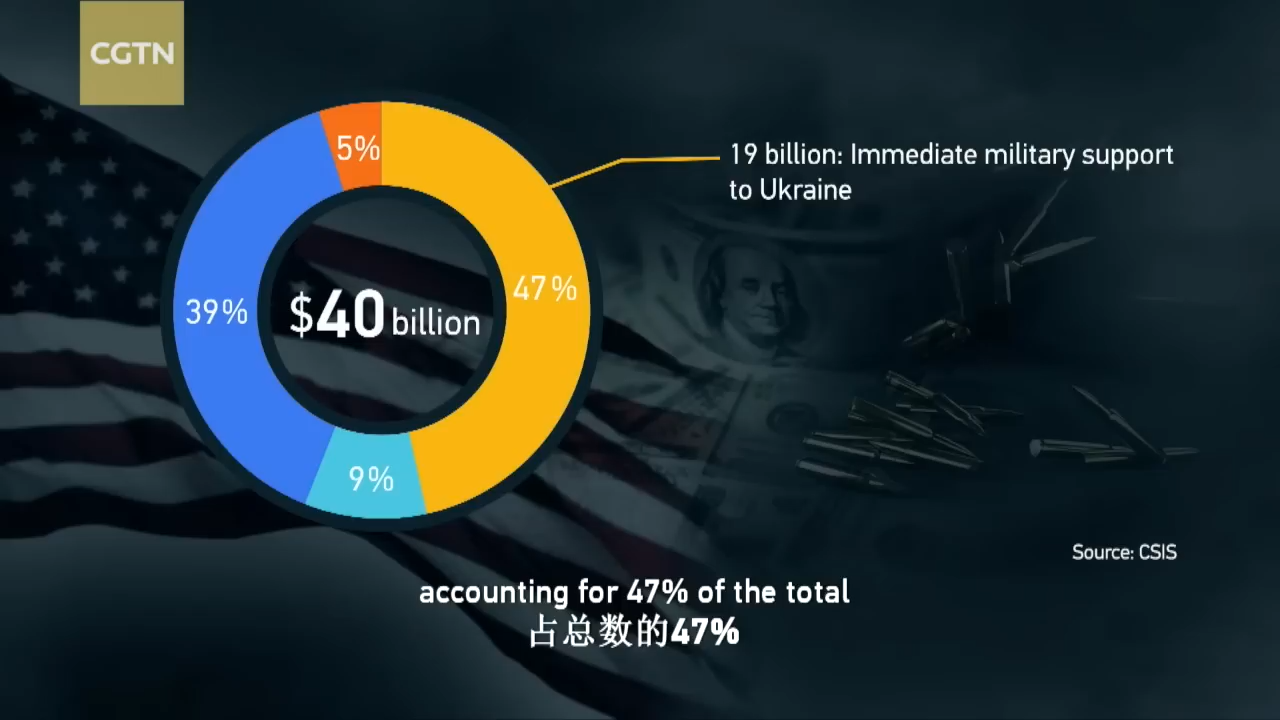 CGTN
5%
19 billion: Immediate military support
to Ukraine
47%
39%
$40 billion
9%
Source: CSIS
accounting for 47% of the total
占总数的47%